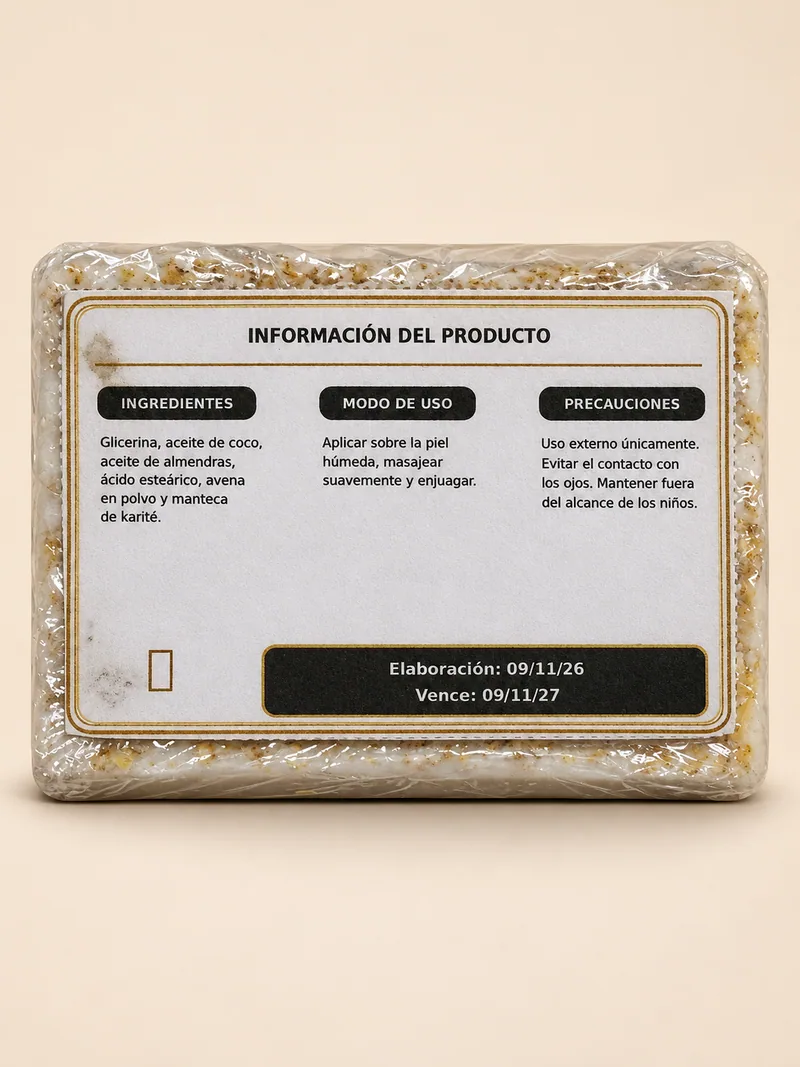 INFORMACIÓN DEL PRODUCTO
INGREDIENTES
Glicerina, aceite de coco,
aceite de almendras,
ácido esteárico, avena
en polvo y manteca
de karité.
MODO DE USO
Aplicar sobre la piel
húmeda, masajear
suavemente y enjuagar.
PRECAUCIONES
Uso externo únicamente.
Evitar el contacto con
los ojos. Mantener fuera
del alcance de los niños.
Elaboración: 09/11/26
Vence: 09/11/27